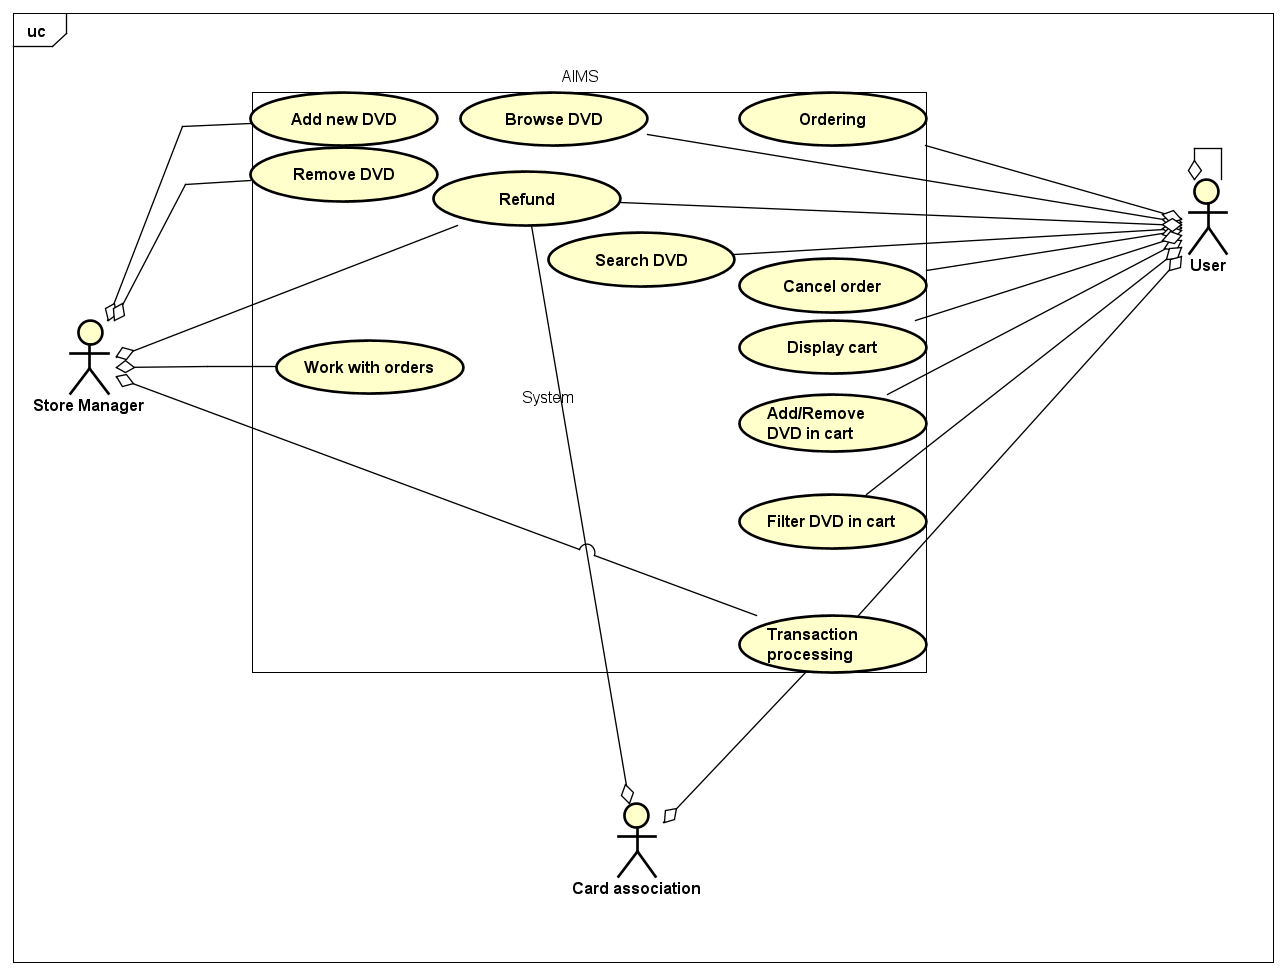 uc
AIMS
Add new DVD
Browse DVD
Ordering
Remove DVD
Refund
Search DVD
User
Cancel order
Display cart
Work with orders
System
Store Manager
Add/Remove
DVD in cart
Filter DVD in cart
Transaction
processing
Card association